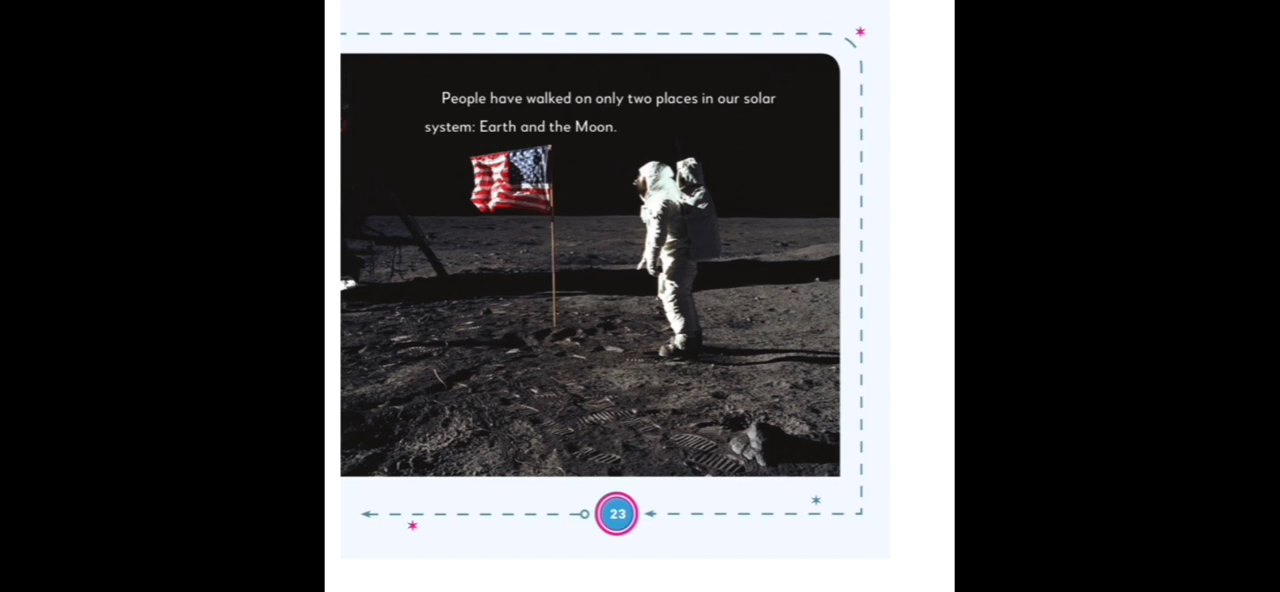 People have walked on only two places in our solar
system: Earth and the Moon.
23